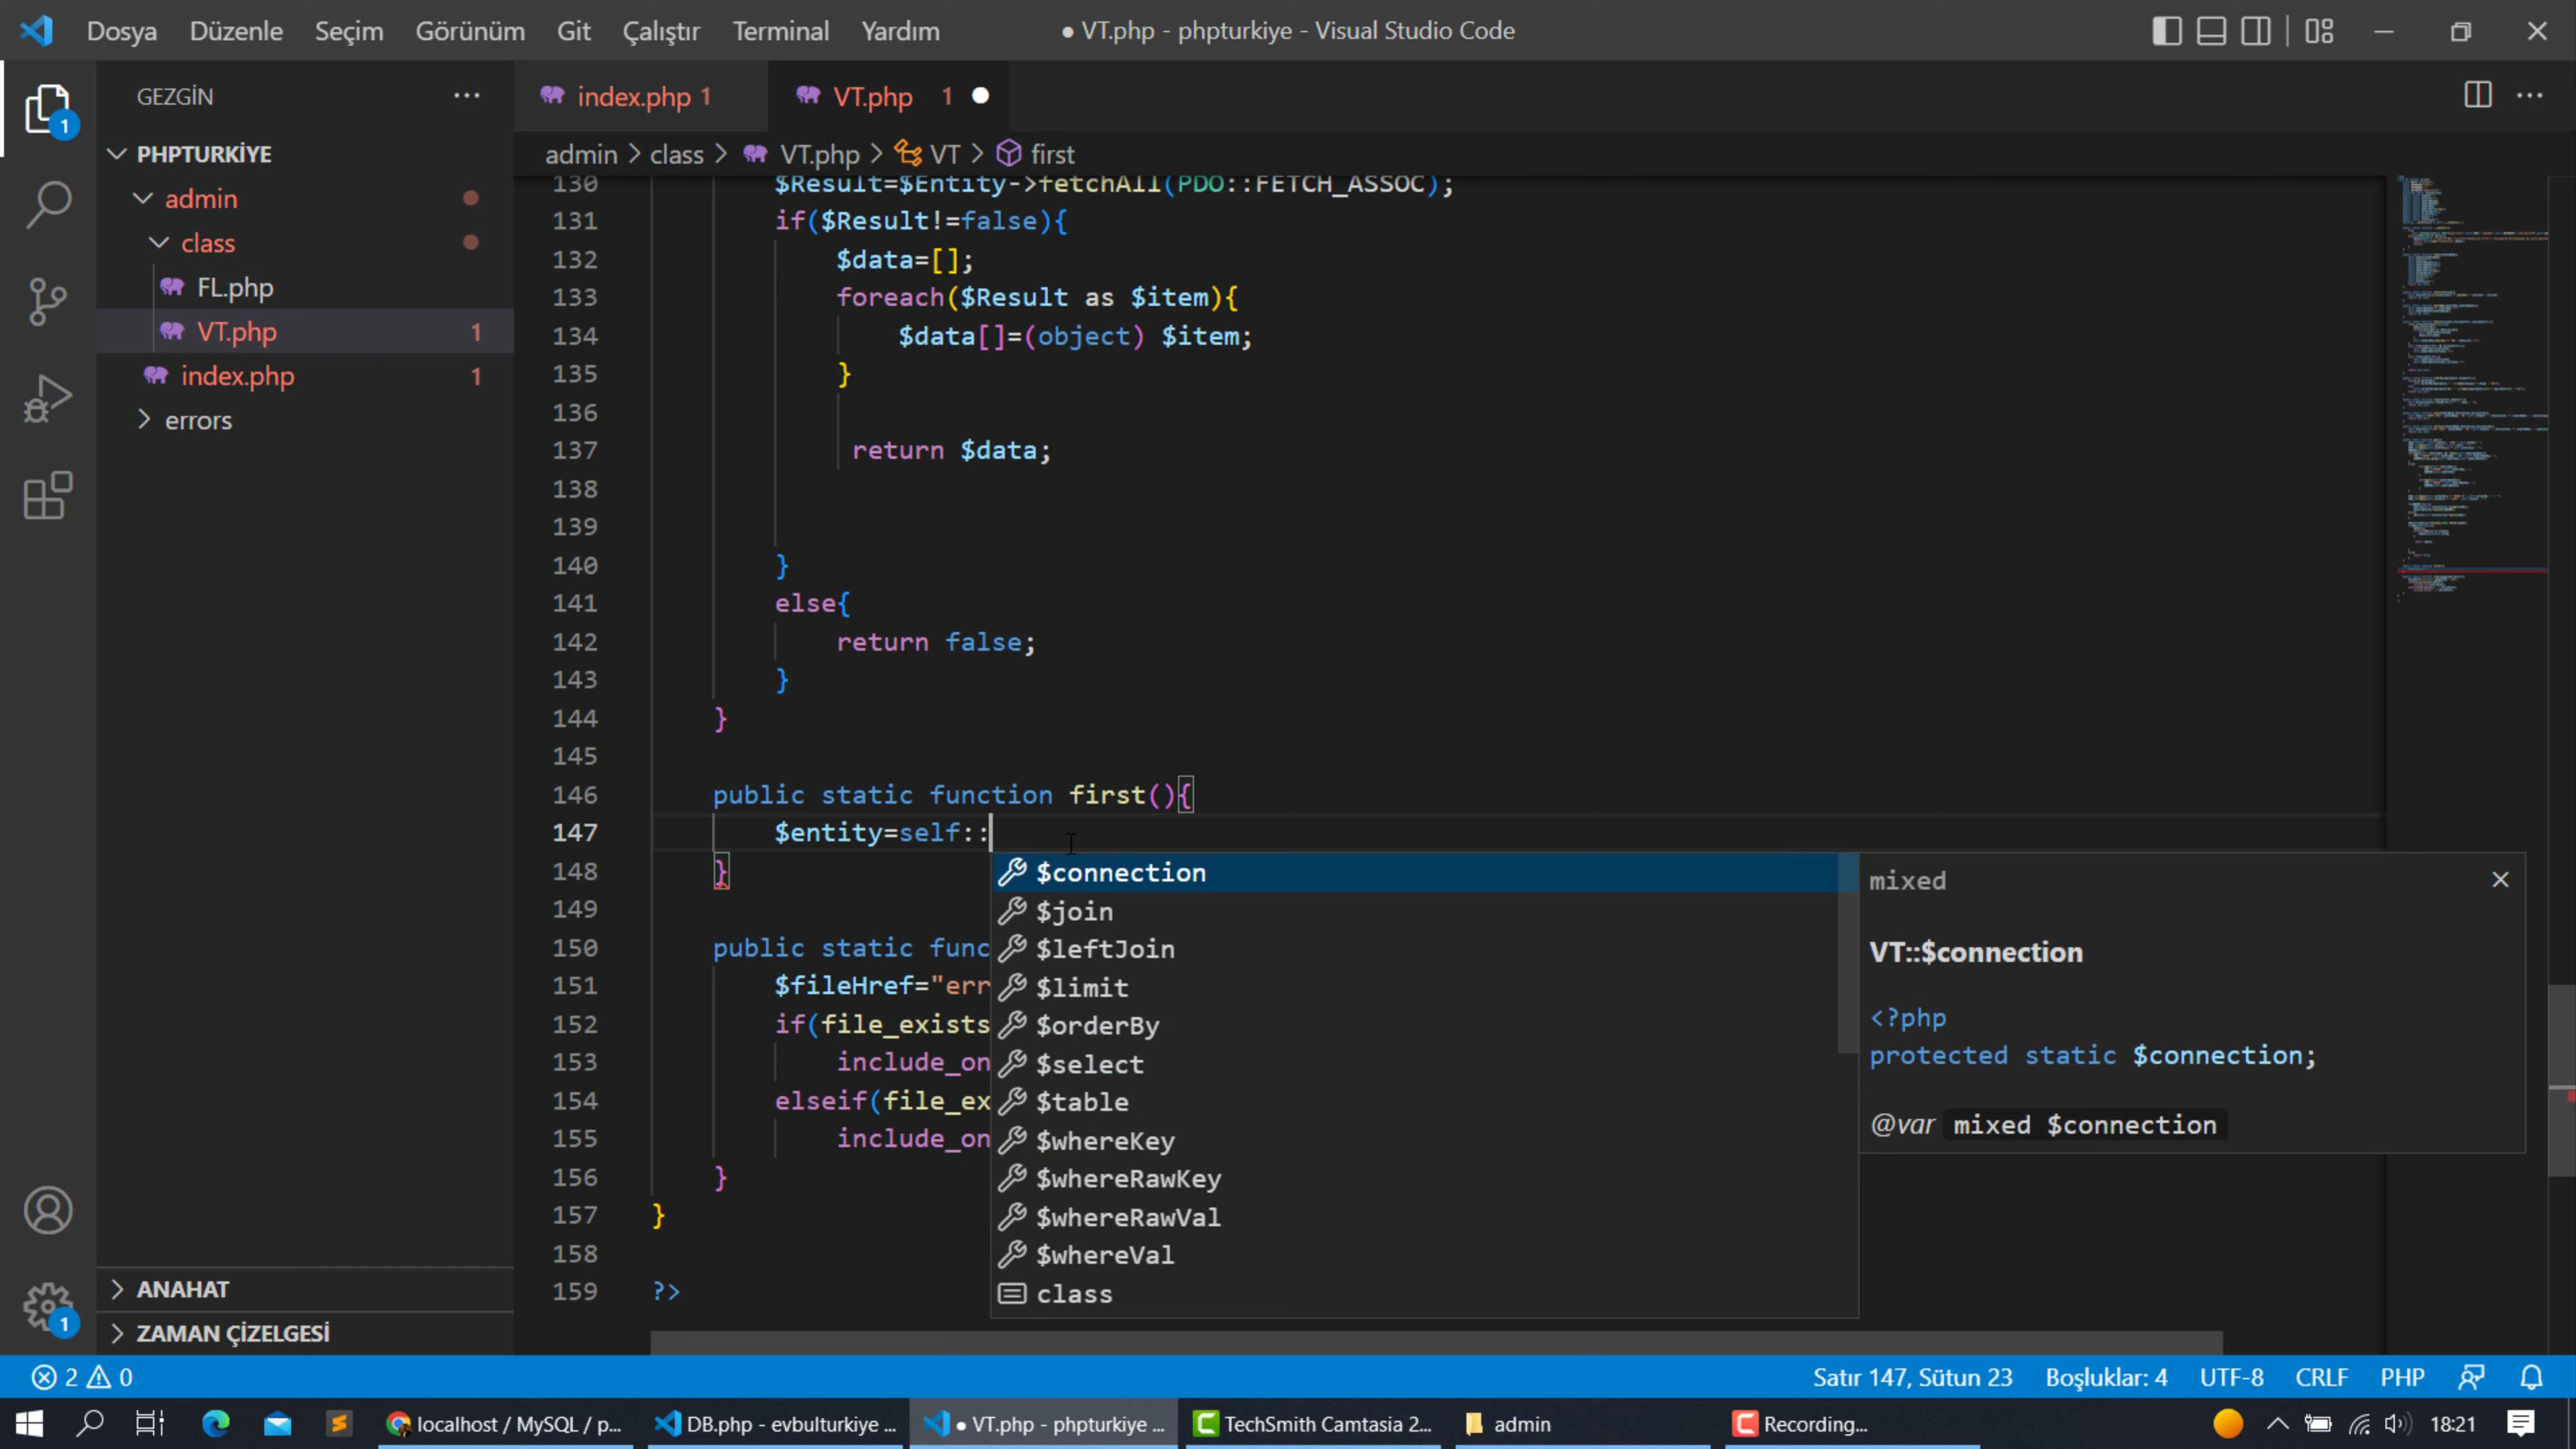 Dosya Düzenle Seçim Görünüm Git Çalıştır Terminal Yardım
● VT.php - phpturkiye - Visual Studio Code
GEZGİN
index.php 1
VT.php 1
admin > class > VT.php > VT > first
1
PHPTURKİYE
admin
class
FL.php
VT.php 1
index.php 1
errors
130 $Result=$Entity->fetchAll(PDO::FETCH_ASSOC);
131 if($Result!=false){
132 $data=[];
133 foreach($Result as $item){
134 $data[]=(object) $item;
135 }
136
137 return $data;
138
139
140 }
141 else{
142 return false;
143 }
144 }
145
146 public static function first(){
147 $entity=self::
148 }
149
150 public static func
151 $fileHref="err
152 if(file_exists
153 include_on
154 elseif(file_ex
155 include_on
156 }
157 }
158
159 ?>
$connection
$join
$leftJoin
$limit
$orderBy
$select
$table
$whereKey
$whereRawKey
$whereRawVal
$whereVal
class
mixed
VT::$connection
<?php
protected static $connection;
@var mixed $connection
ANAHAT
1
ZAMAN ÇİZELGESİ
2 0
Satır 147, Sütun 23 Boşluklar: 4 UTF-8 CRLF PHP
localhost / MySQL / p...
DB.php - evbulturkiye ...
● VT.php - phpturkiye ...
TechSmith Camtasia 2...
admin
Recording...
18:21